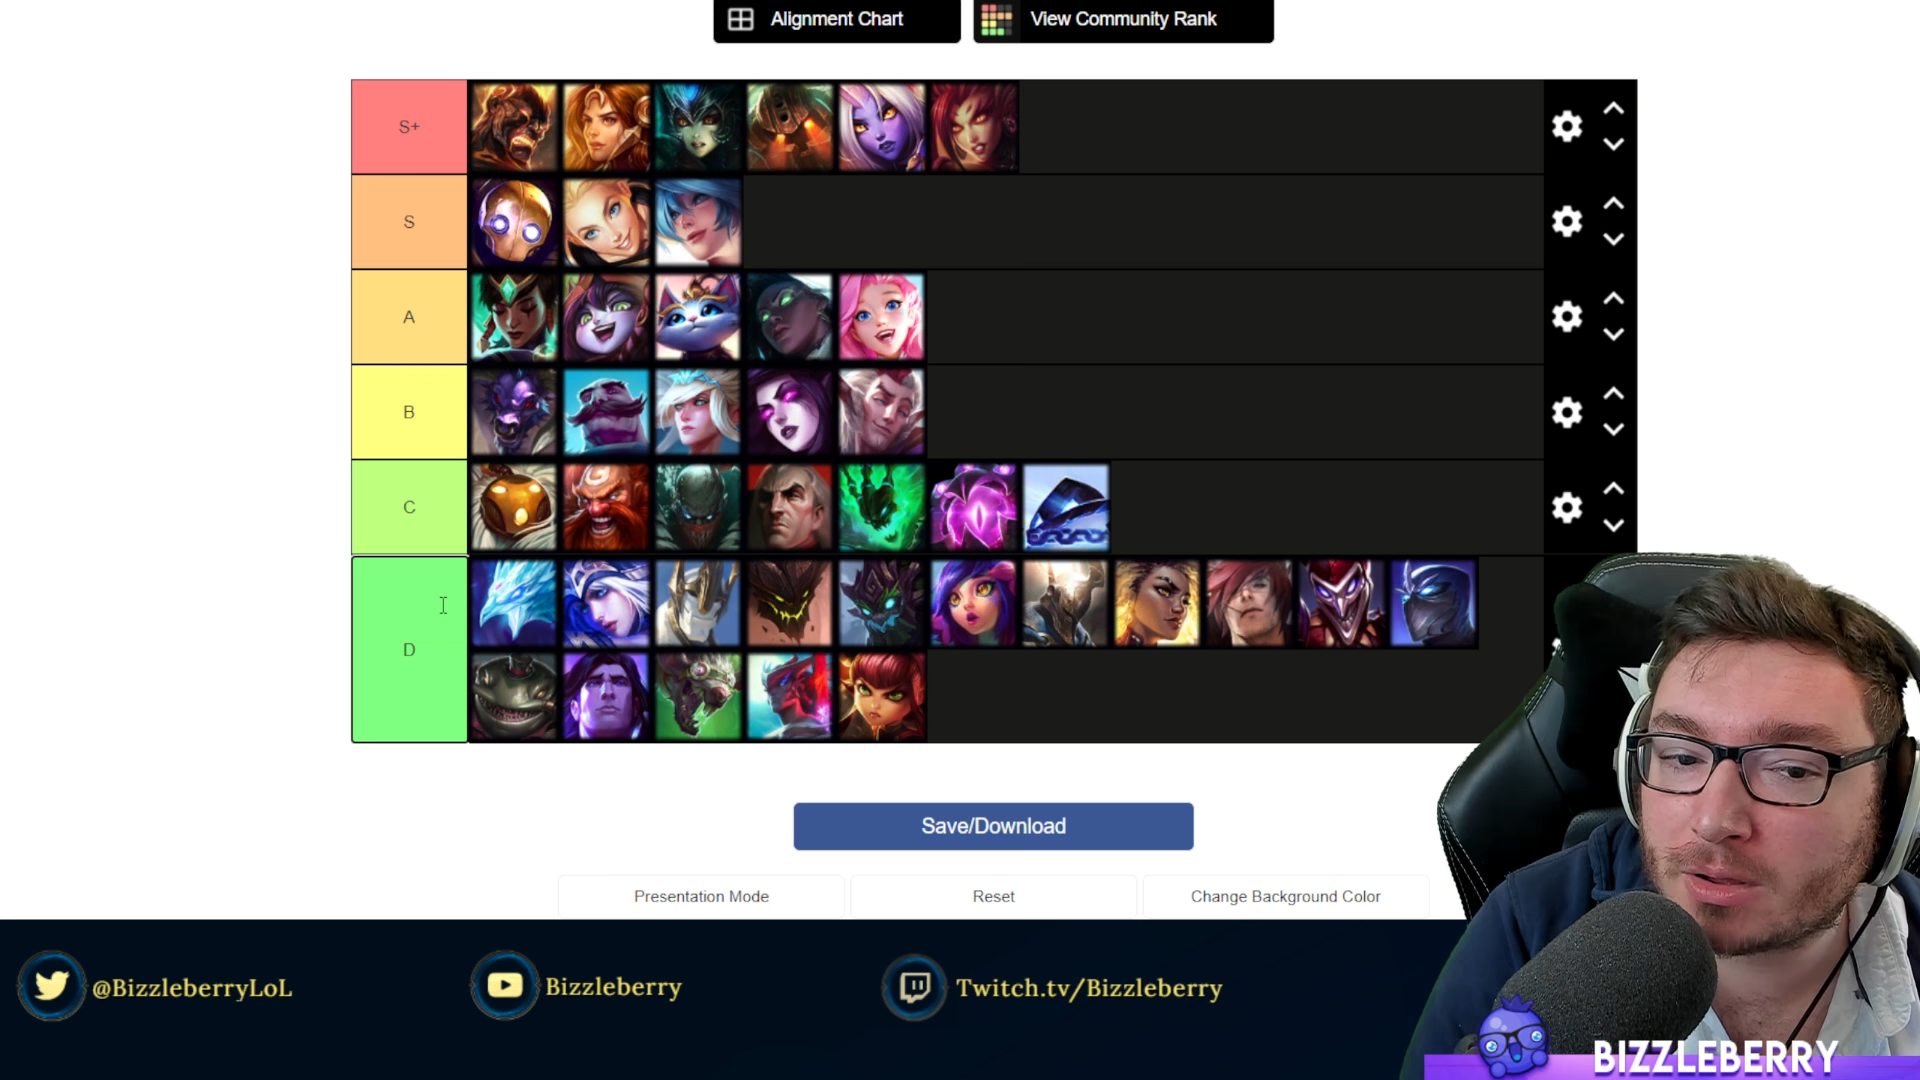 Alignment Chart
View Community Rank
S+
S
A
B
C
D
Save/Download
Presentation Mode
Reset
Change Background Color
@BizzleberryLoL
Bizzleberry
Twitch.tv/Bizzleberry
BIZZLEBERRY